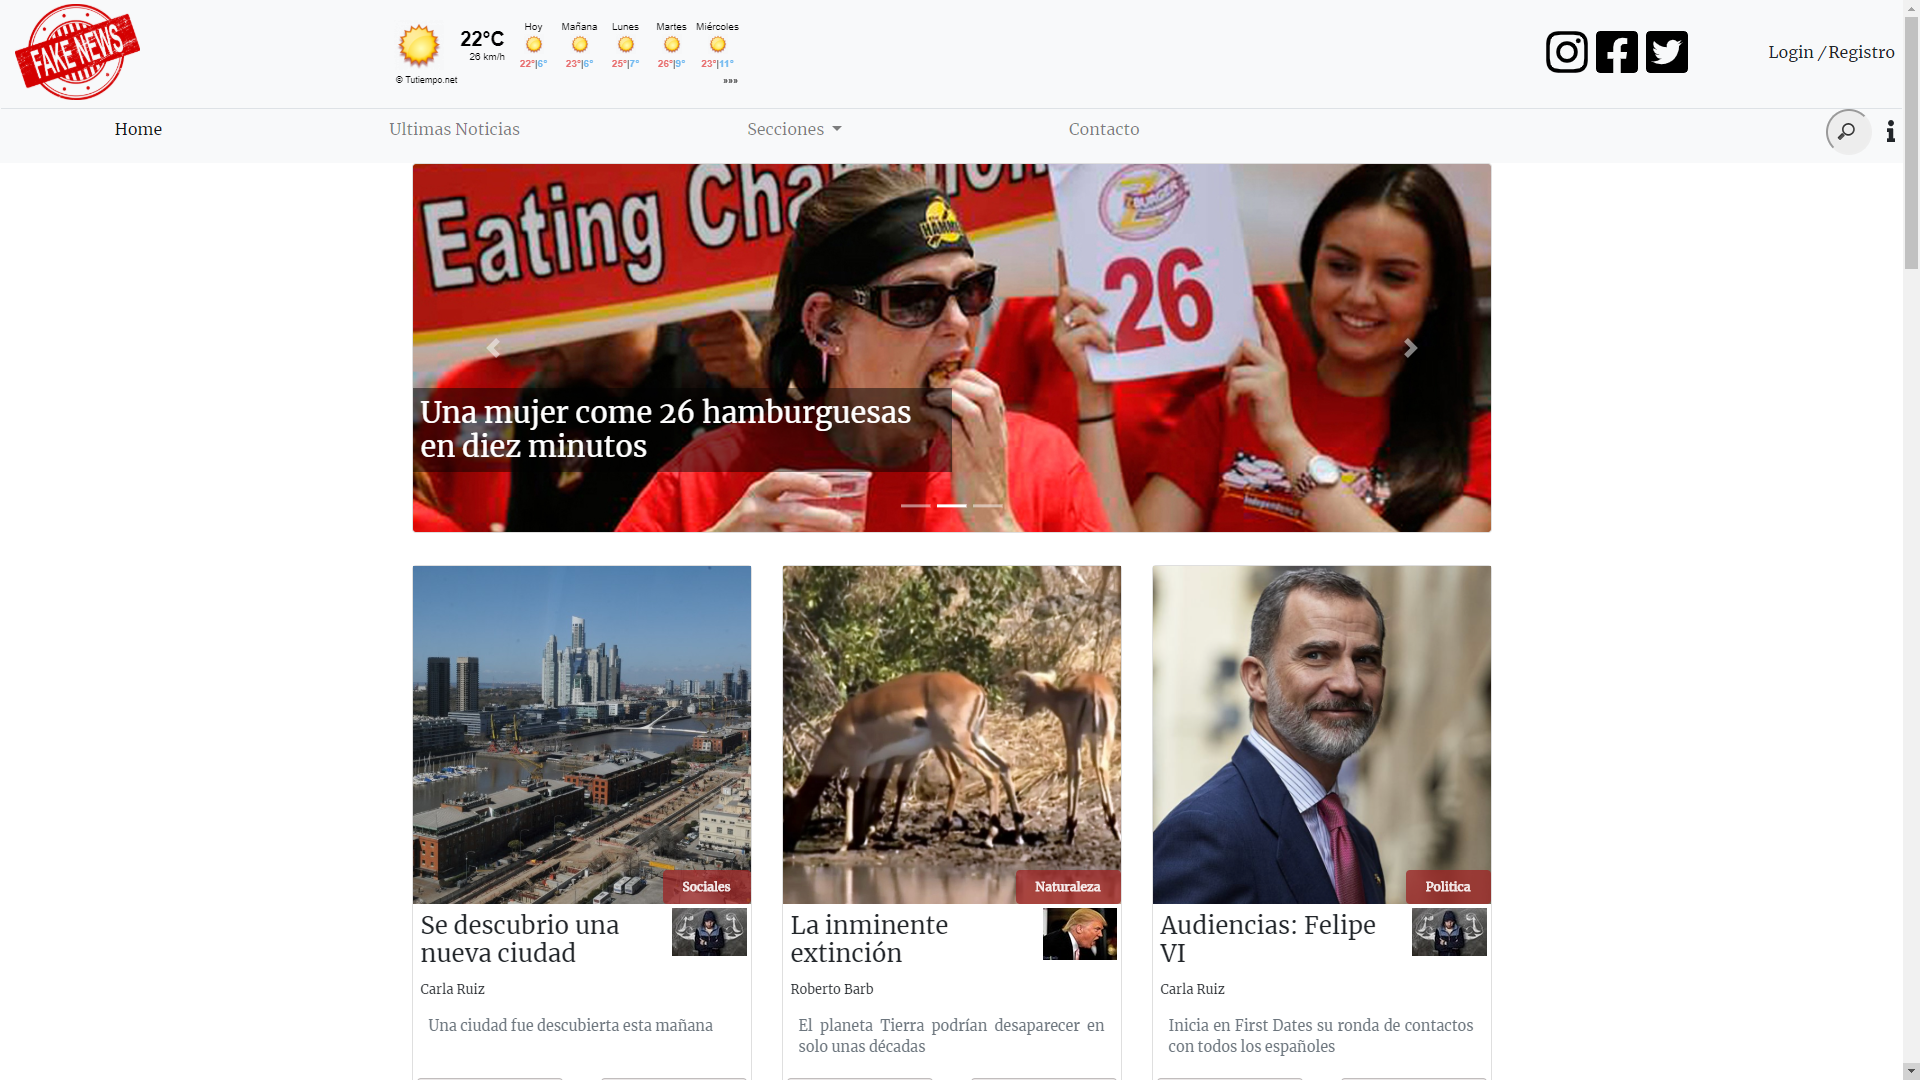 FAKE NEWS
22°C
26 km/h
Hoy Mañana Lunes Martes Miércoles
22°|6° 23°|6° 25°|7° 26°|9° 23°|11°
© Tutiempo.net »»»
Login / Registro
Home Ultimas Noticias Secciones Contacto
Eating Cha
HAMME
BURGER
26
Una mujer come 26 hamburguesas
en diez minutos
Sociales
Se descubrio una
nueva ciudad
Carla Ruiz
Una ciudad fue descubierta esta mañana
Naturaleza
La inminente
extinción
Roberto Barb
El planeta Tierra podrían desaparecer en
solo unas décadas
Politica
Audiencias: Felipe
VI
Carla Ruiz
Inicia en First Dates su ronda de contactos
con todos los españoles